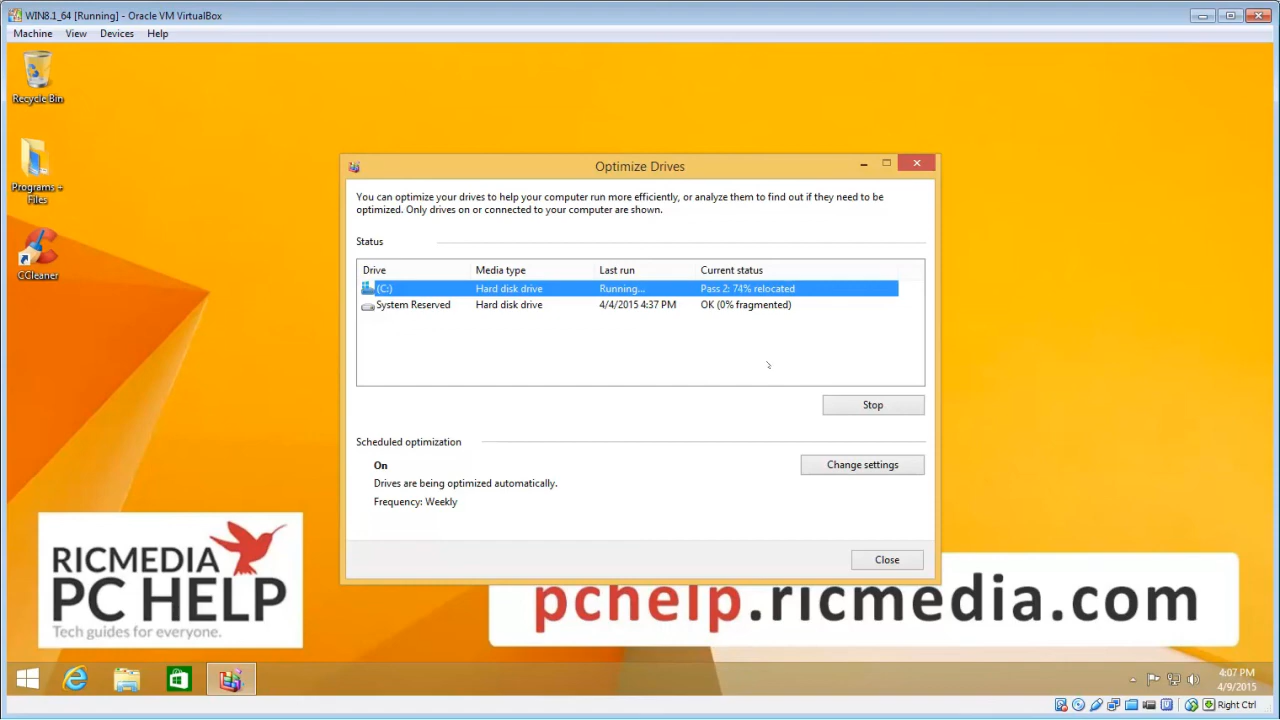 WIN8.1_64 [Running] - Oracle VM VirtualBox
Machine View Devices Help
Recycle Bin
Programs +
Files
CCleaner
Optimize Drives
You can optimize your drives to help your computer run more efficiently, or analyze them to find out if they need to be
optimized. Only drives on or connected to your computer are shown.
Status
Drive Media type Last run Current status
(C:) Hard disk drive Running... Pass 2: 74% relocated
System Reserved Hard disk drive 4/4/2015 4:37 PM OK (0% fragmented)
Stop
Scheduled optimization
On
Change settings
Drives are being optimized automatically.
Frequency: Weekly
Close
RICMEDIA
PC HELP
Tech guides for everyone.
pchelp.ricmedia.com
4:07 PM
4/9/2015
Right Ctrl